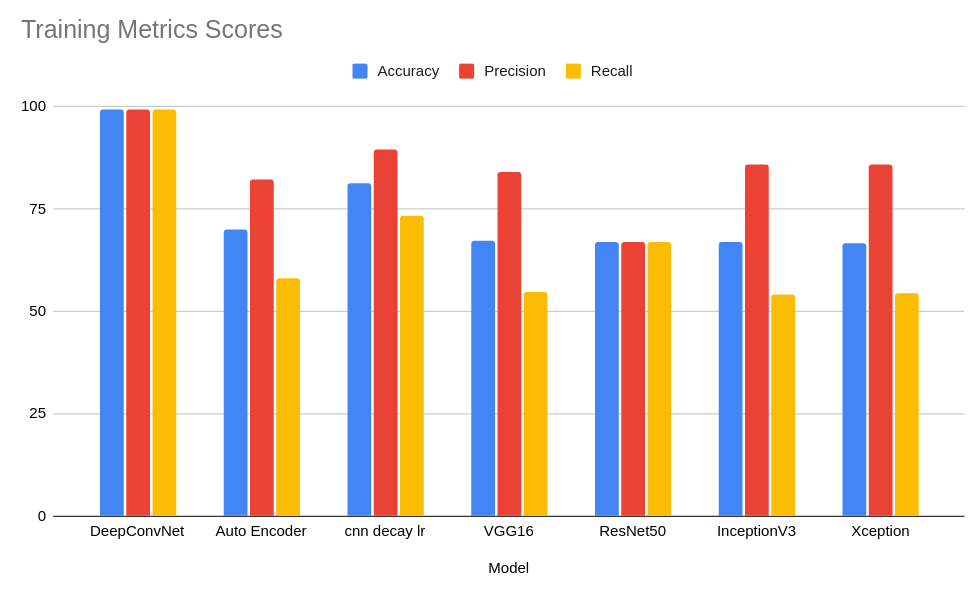 Training Metrics Scores
Accuracy Precision Recall
100
75
50
25
0
DeepConvNet Auto Encoder cnn decay lr VGG16 ResNet50 InceptionV3 Xception
Model